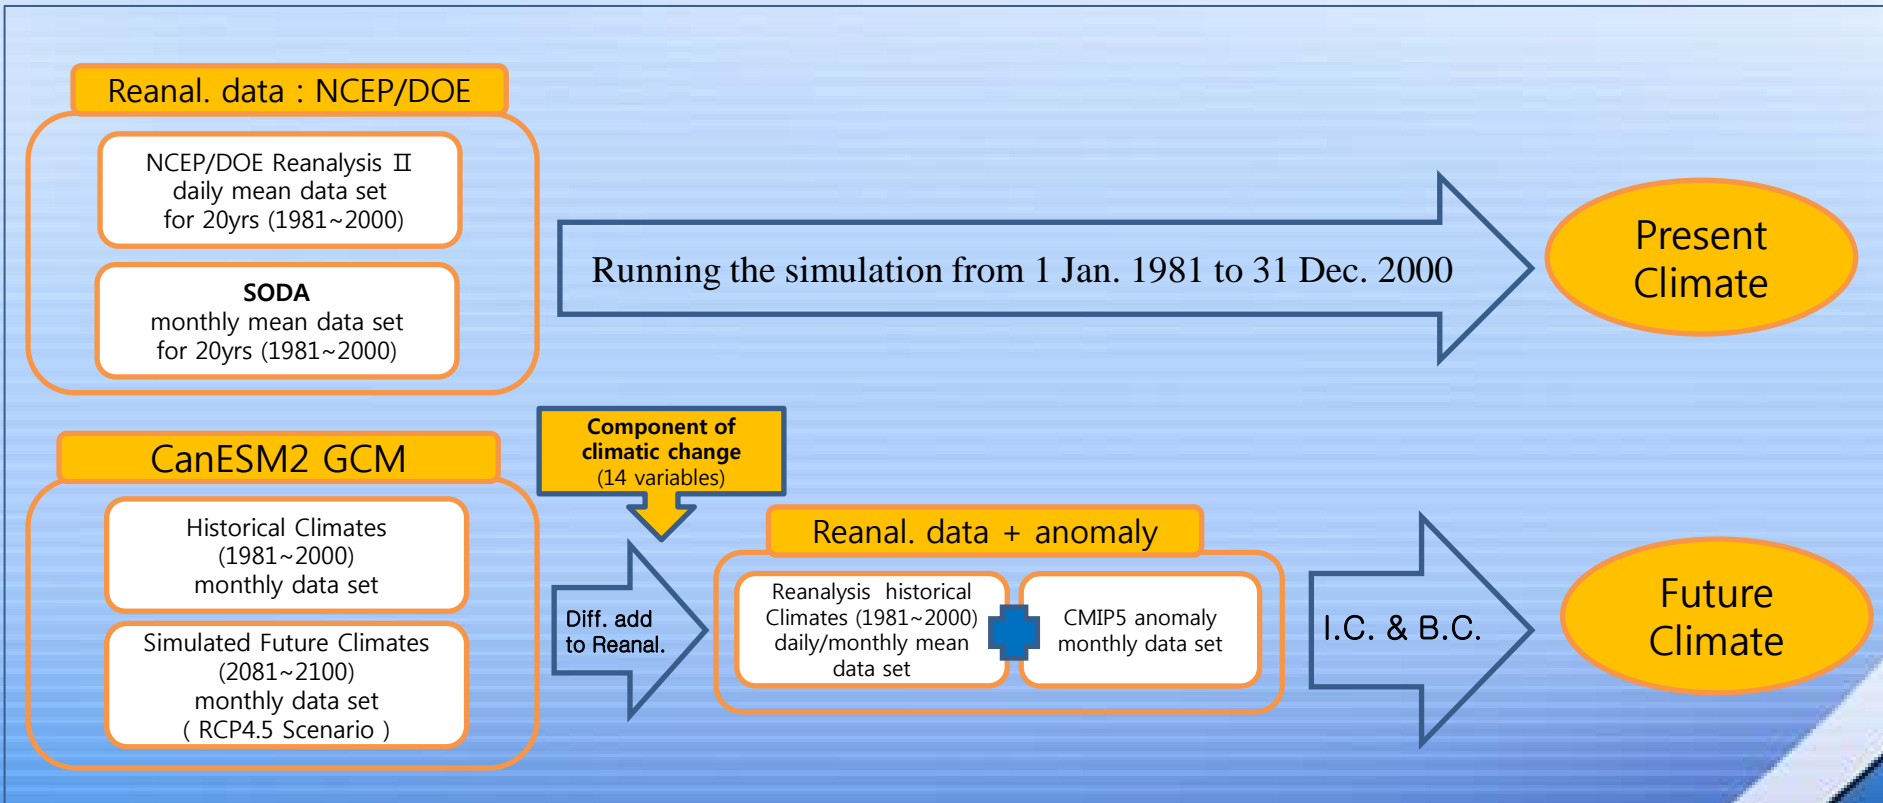 Reanal. data : NCEP/DOE
NCEP/DOE Reanalysis Ⅱ
daily mean data set
for 20yrs (1981~2000)
SODA
monthly mean data set
for 20yrs (1981~2000)
Running the simulation from 1 Jan. 1981 to 31 Dec. 2000
Present
Climate
CanESM2 GCM
Historical Climates
(1981~2000)
monthly data set
Simulated Future Climates
(2081~2100)
monthly data set
( RCP4.5 Scenario )
Component of
climatic change
(14 variables)
Diff. add
to Reanal.
Reanal. data + anomaly
Reanalysis historical
Climates (1981~2000)
daily/monthly mean
data set
CMIP5 anomaly
monthly data set
I.C. & B.C.
Future
Climate